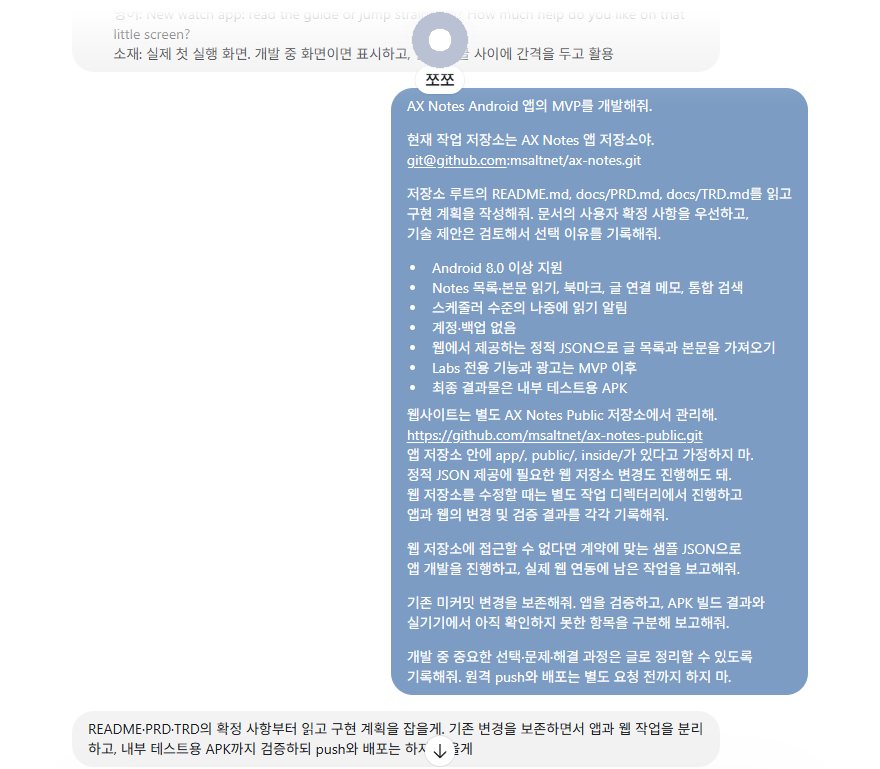 홍이: New watch app: read the guide or jump How much help do you like on that
little screen?
소재: 실제 첫 실행 화면. 개발 중 화면이면 표시하고, 사이에 간격을 두고 활용
쪼쪼
AX Notes Android 앱의 MVP를 개발해줘.
현재 작업 저장소는 AX Notes 앱 저장소야.
git@github.com:msaltnet/ax-notes.git
저장소 루트의 README.md, docs/PRD.md, docs/TRD.md를 읽고
구현 계획을 작성해줘. 문서의 사용자 확정 사항을 우선하고,
기술 제안은 검토해서 선택 이유를 기록해줘.
• Android 8.0 이상 지원
• Notes 목록·본문 읽기, 북마크, 글 연결 메모, 통합 검색
• 스케줄러 수준의 나중에 읽기 알림
• 계정·백업 없음
• 웹에서 제공하는 정적 JSON으로 글 목록과 본문을 가져오기
• Labs 전용 기능과 광고는 MVP 이후
• 최종 결과물은 내부 테스트용 APK
웹사이트는 별도 AX Notes Public 저장소에서 관리해.
https://github.com/msaltnet/ax-notes-public.git
앱 저장소 안에 app/, public/, inside/가 있다고 가정하지 마.
정적 JSON 제공에 필요한 웹 저장소 변경도 진행해도 돼.
웹 저장소를 수정할 때는 별도 작업 디렉터리에서 진행하고
앱과 웹의 변경 및 검증 결과를 각각 기록해줘.
웹 저장소에 접근할 수 없다면 계약에 맞는 샘플 JSON으로
앱 개발을 진행하고, 실제 웹 연동에 남은 작업을 보고해줘.
기존 미커밋 변경을 보존해줘. 앱을 검증하고, APK 빌드 결과와
실기기에서 아직 확인하지 못한 항목을 구분해 보고해줘.
개발 중 중요한 선택·문제·해결 과정은 글로 정리할 수 있도록
기록해줘. 원격 push와 배포는 별도 요청 전까지 하지 마.
README·PRD·TRD의 확정 사항부터 읽고 구현 계획을 잡을게. 기존 변경을 보존하면서 앱과 웹 작업을 분리
하고, 내부 테스트용 APK까지 검증하되 push와 배포는 하지 을게